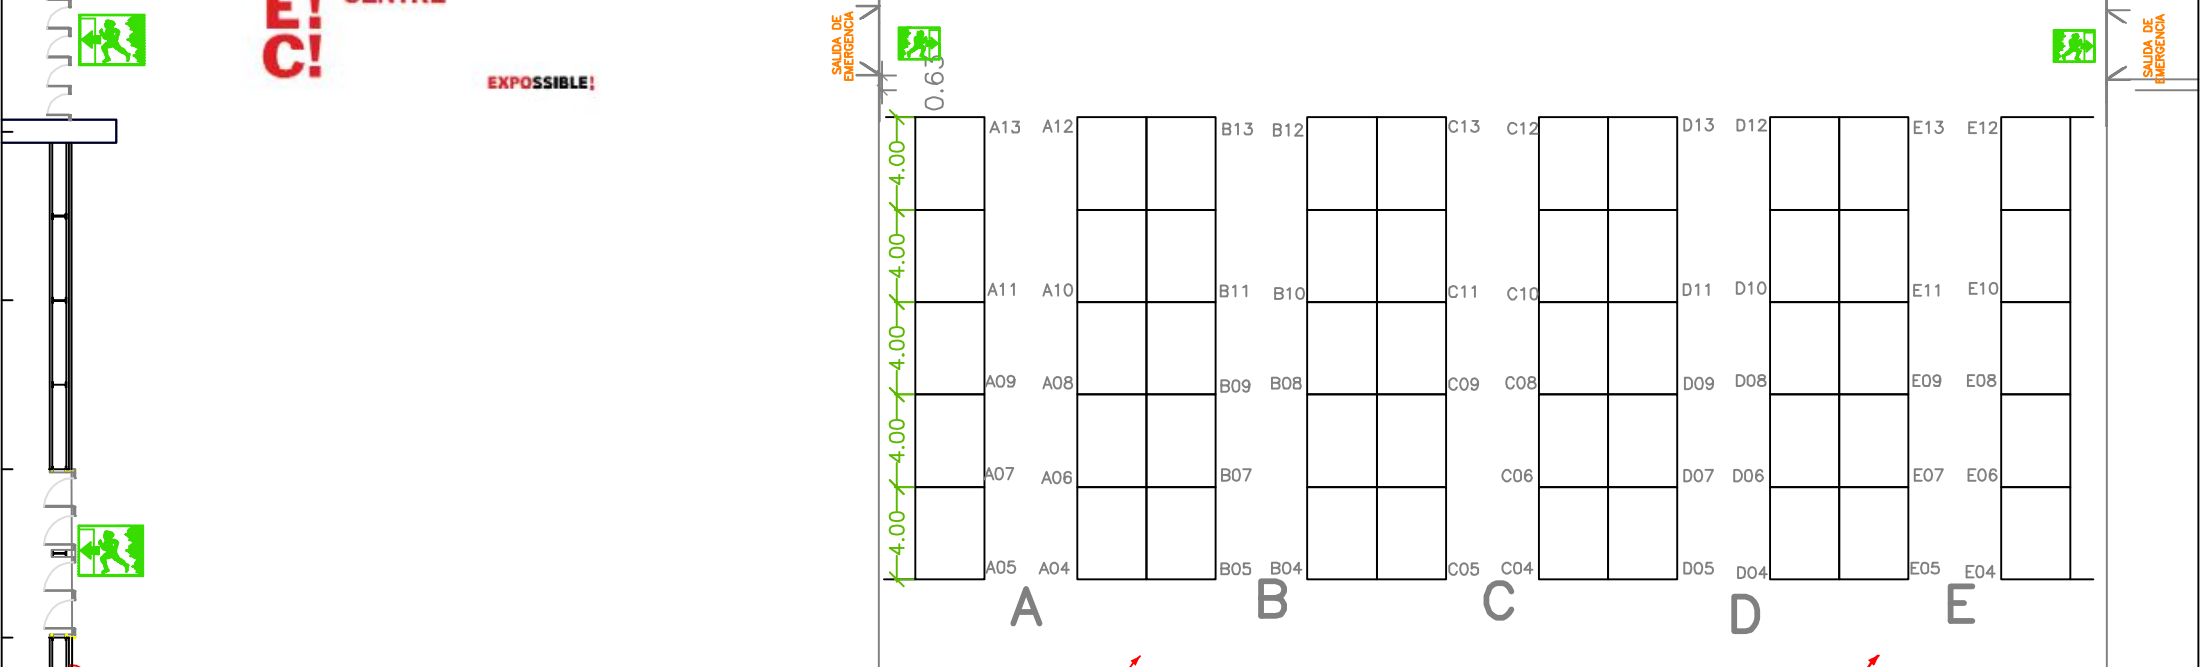 E!
C!
CENTRE
EXPOSSIBLE!
SALIDA DE
EMERGENCIA
SALIDA DE
EMERGENCIA
0.63
A13 A12 B13 B12 C13 C12 D13 D12 E13 E12
4.00
4.00
A11 A10 B11 B10 C11 C10 D11 D10 E11 E10
4.00
A09 A08 B09 B08 C09 C08 D09 D08 E09 E08
4.00
A07 A06 B07 C06 D07 D06 E07 E06
4.00
A05 A04 B05 B04 C05 C04 D05 D04 E05 E04
A B C D E